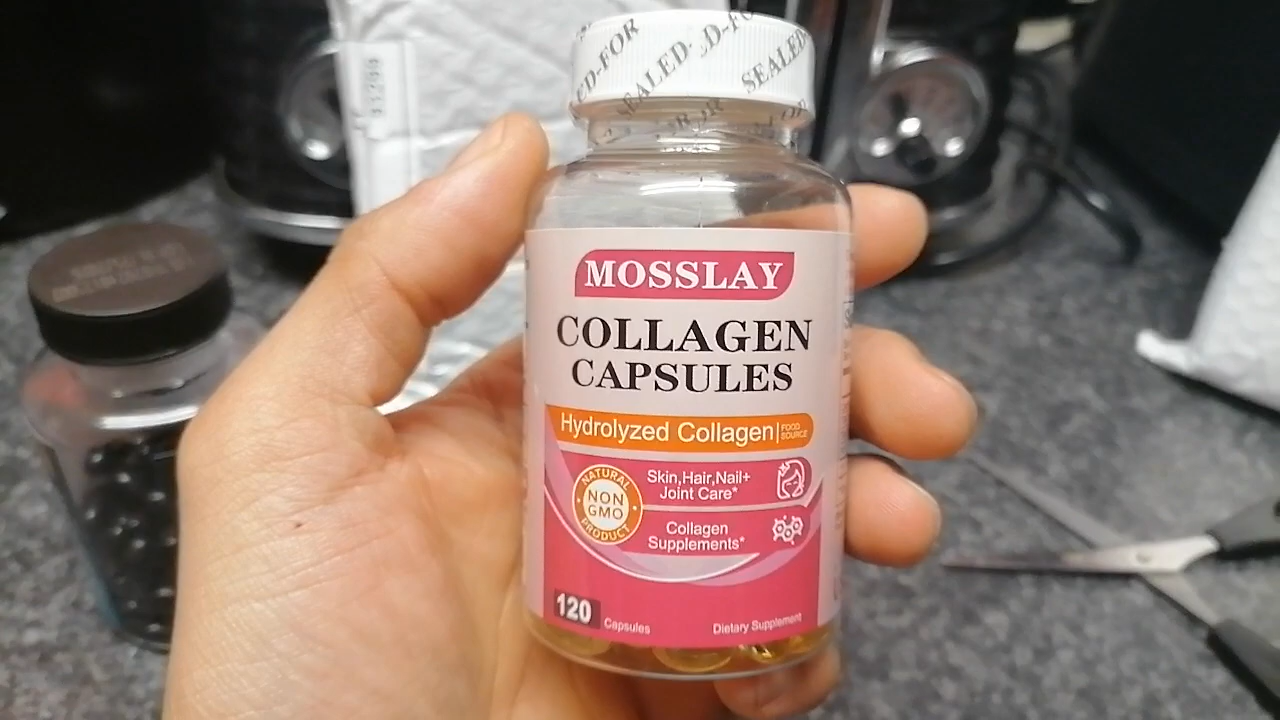 SEALED
MOSSLAY
COLLAGEN
CAPSULES
Hydrolyzed Collagen
FOOD
SOURCE
NATURAL
NON
GMO
PRODUCT
Skin,Hair,Nail+
Joint Care*
Collagen
Supplements*
120 Capsules
Dietary Supplement